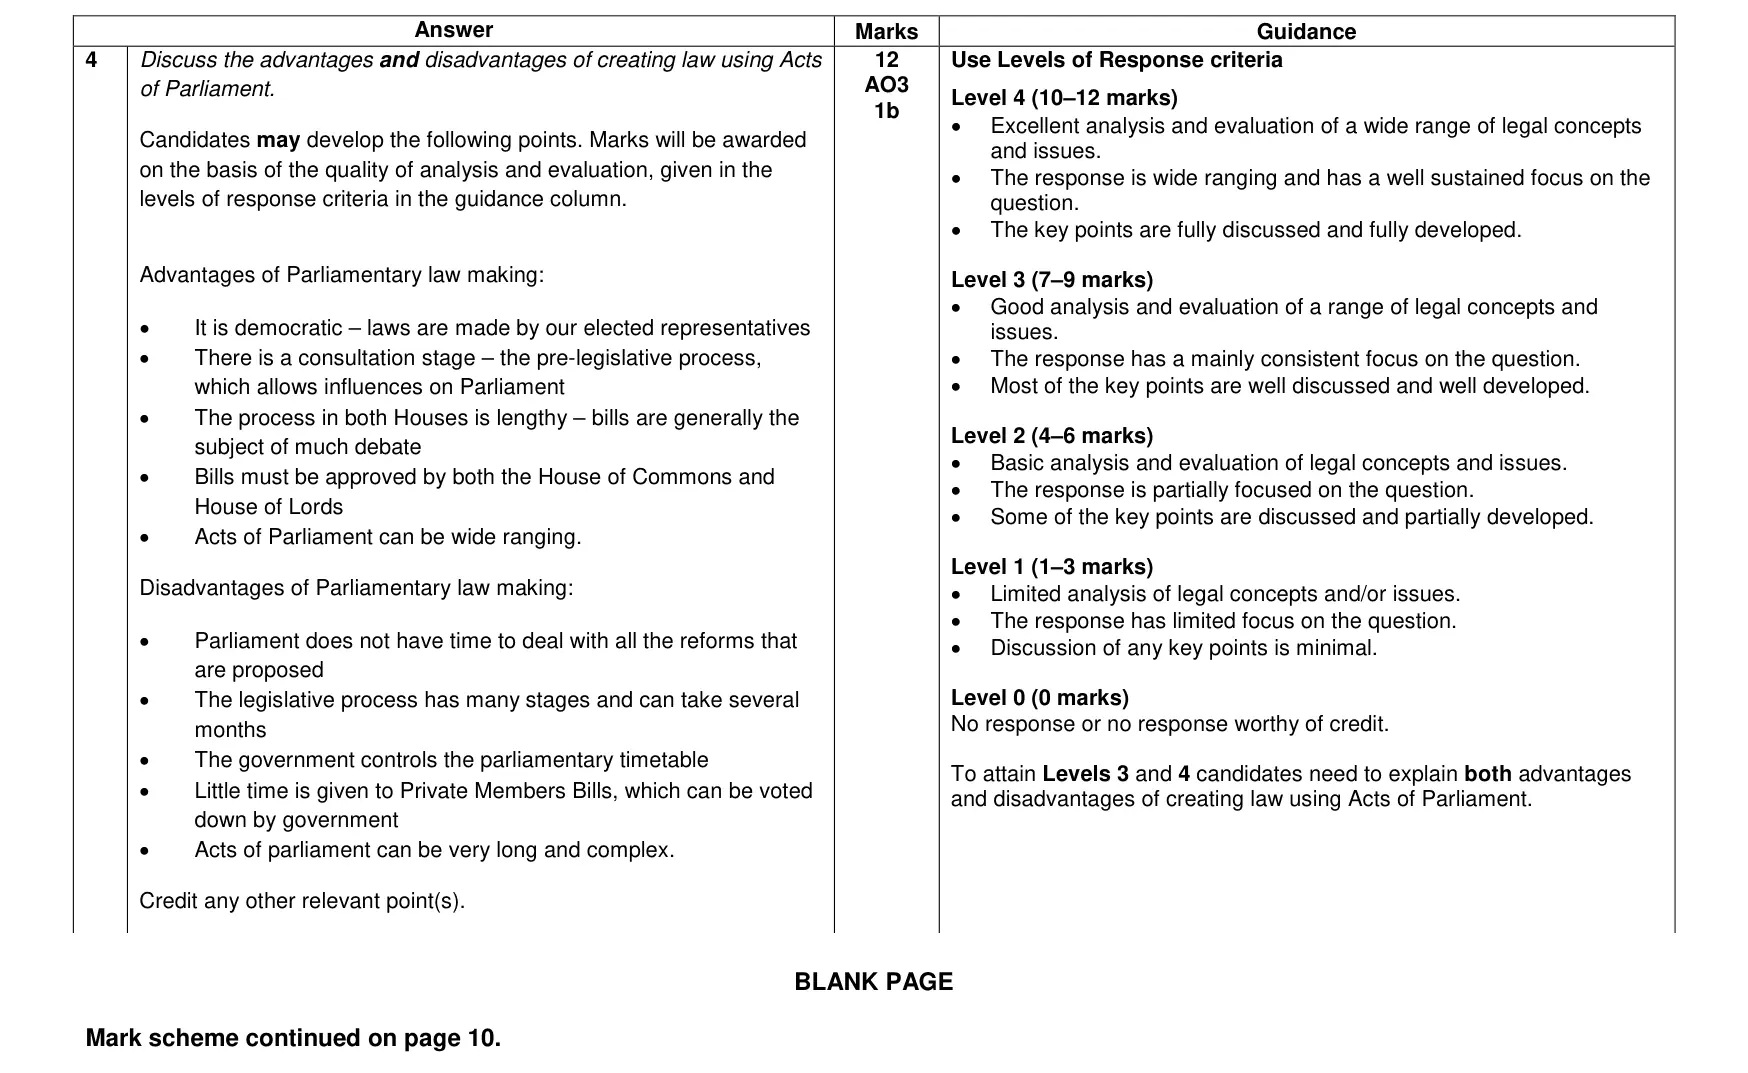 Answer
Marks
Guidance
4
Discuss the advantages and disadvantages of creating law using Acts
of Parliament.
Candidates may develop the following points. Marks will be awarded
on the basis of the quality of analysis and evaluation, given in the
levels of response criteria in the guidance column.
Advantages of Parliamentary law making:
• It is democratic – laws are made by our elected representatives
• There is a consultation stage – the pre-legislative process,
which allows influences on Parliament
• The process in both Houses is lengthy – bills are generally the
subject of much debate
• Bills must be approved by both the House of Commons and
House of Lords
• Acts of Parliament can be wide ranging.
Disadvantages of Parliamentary law making:
• Parliament does not have time to deal with all the reforms that
are proposed
• The legislative process has many stages and can take several
months
• The government controls the parliamentary timetable
• Little time is given to Private Members Bills, which can be voted
down by government
• Acts of parliament can be very long and complex.
Credit any other relevant point(s).
12
AO3
1b
Use Levels of Response criteria
Level 4 (10–12 marks)
• Excellent analysis and evaluation of a wide range of legal concepts
and issues.
• The response is wide ranging and has a well sustained focus on the
question.
• The key points are fully discussed and fully developed.
Level 3 (7–9 marks)
• Good analysis and evaluation of a range of legal concepts and
issues.
• The response has a mainly consistent focus on the question.
• Most of the key points are well discussed and well developed.
Level 2 (4–6 marks)
• Basic analysis and evaluation of legal concepts and issues.
• The response is partially focused on the question.
• Some of the key points are discussed and partially developed.
Level 1 (1–3 marks)
• Limited analysis of legal concepts and/or issues.
• The response has limited focus on the question.
• Discussion of any key points is minimal.
Level 0 (0 marks)
No response or no response worthy of credit.
To attain Levels 3 and 4 candidates need to explain both advantages
and disadvantages of creating law using Acts of Parliament.
BLANK PAGE
Mark scheme continued on page 10.